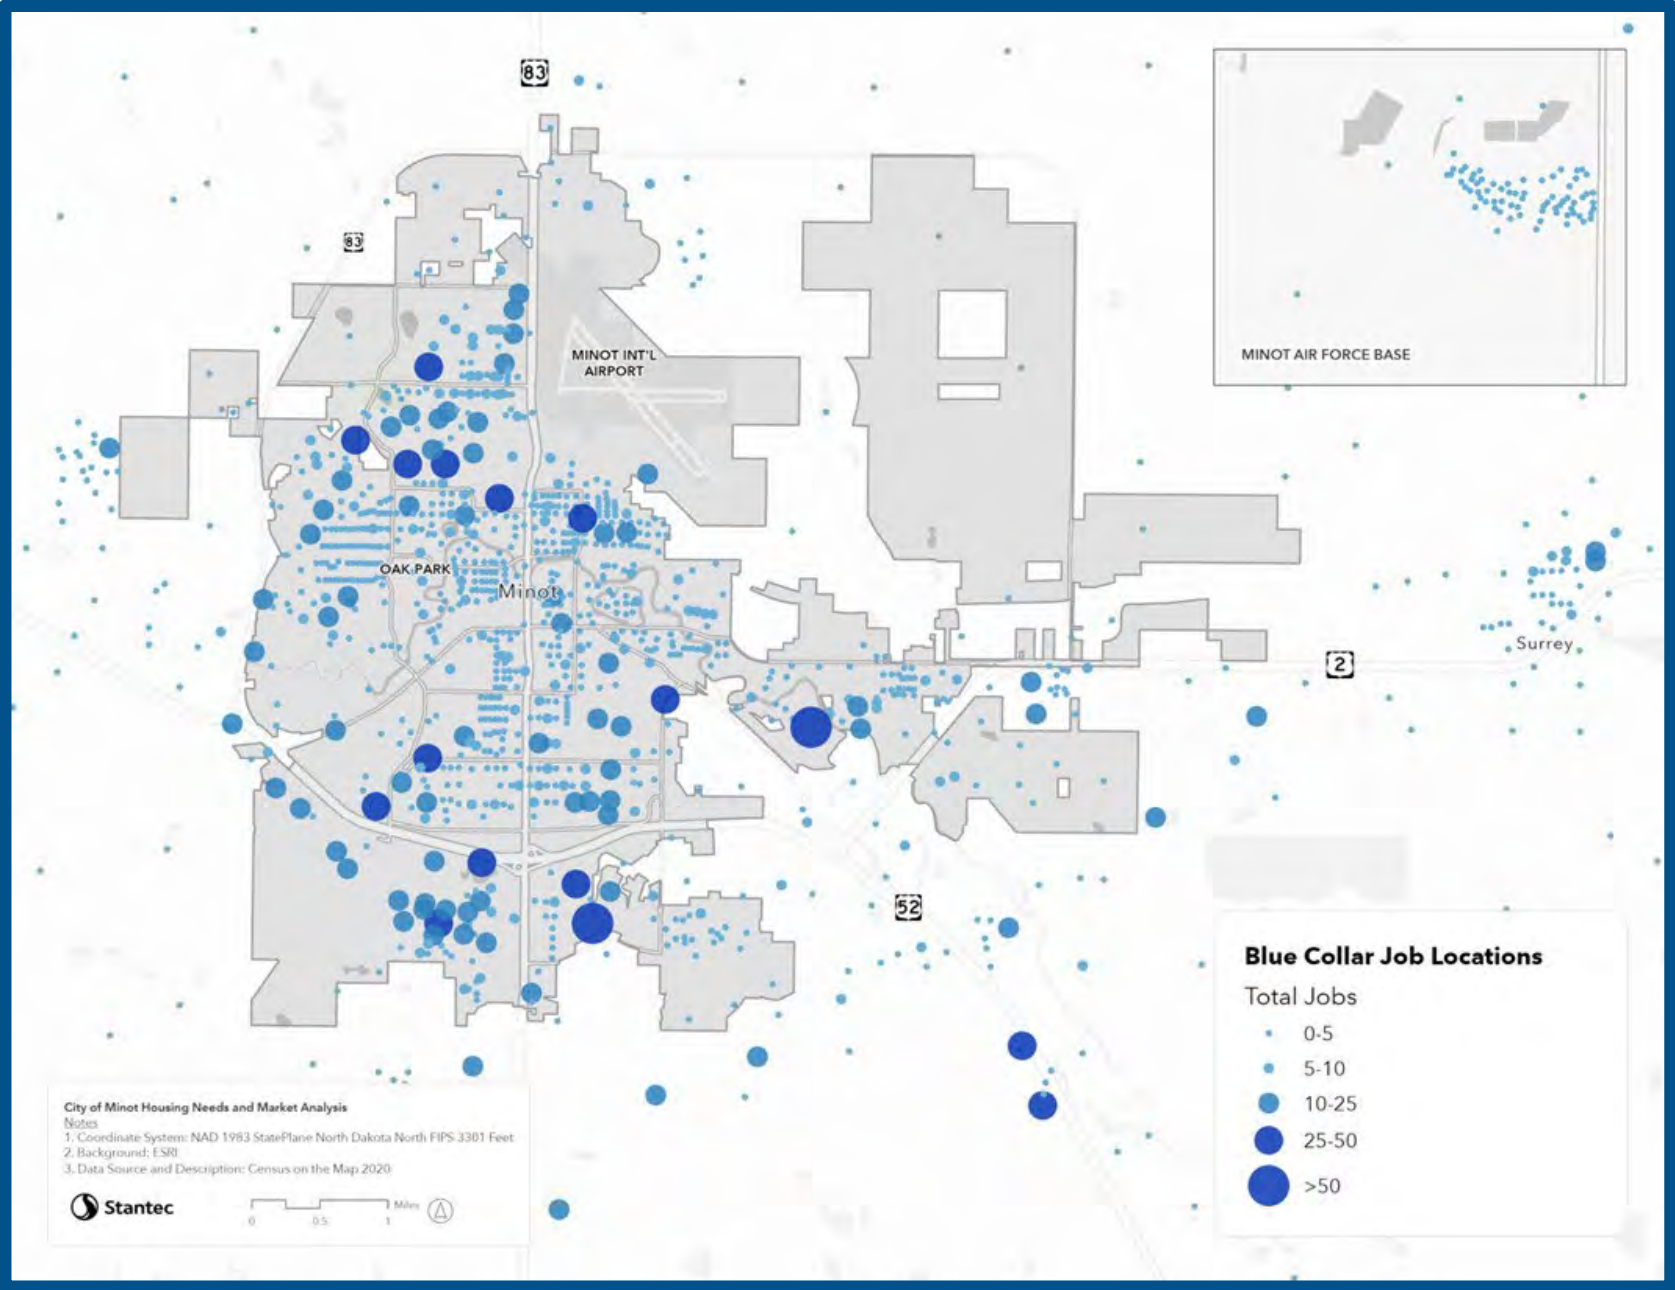 83
83
MINOT INT'L
AIRPORT
MINOT AIR FORCE BASE
OAK PARK
Minot
Surrey
2
52
Blue Collar Job Locations
Total Jobs
0-5
5-10
10-25
25-50
>50
City of Minot Housing Needs and Market Analysis
Notes
1. Coordinate System: NAD 1983 StatePlane North Dakota North FIPS 3301 Feet
2. Background: ESRI
3. Data Source and Description: Census on the Map 2020
Stantec
Miles
0 0.5 1